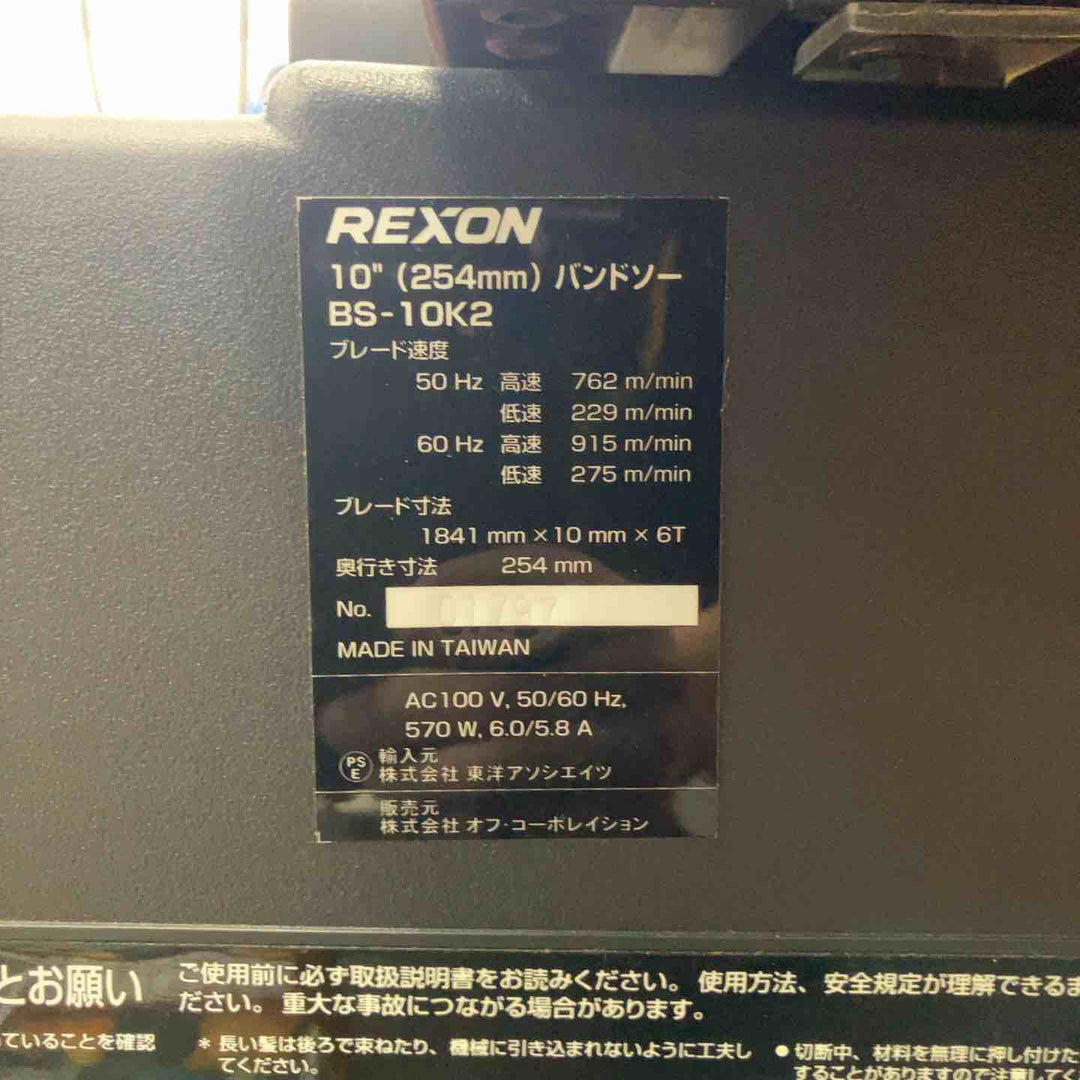 REXON
10" (254mm) バンドソー
BS-10K2
ブレード速度
50 Hz 高速 762 m/min
低速 229 m/min
60 Hz 高速 915 m/min
低速 275 m/min
ブレード寸法
1841 mm × 10 mm × 6T
奥行き寸法 254 mm
No.
MADE IN TAIWAN
AC100 V, 50/60 Hz,
570 W, 6.0/5.8 A
PS
E
輸入元
株式会社 東洋アソシエイツ
販売元
株式会社 オフ・コーポレイション
とお願い
ご使用前に必ず取扱説明書をお読みください。使用方法、安全規定が理解できるま
ださい。重大な事故につながる場合があります。
ていることを確認
* 長い髪は後ろで束ねたり、機械に引き込まれないように工夫し
てください。
● 切断中、材料を無理に押し付けた
することがありますので注意してく